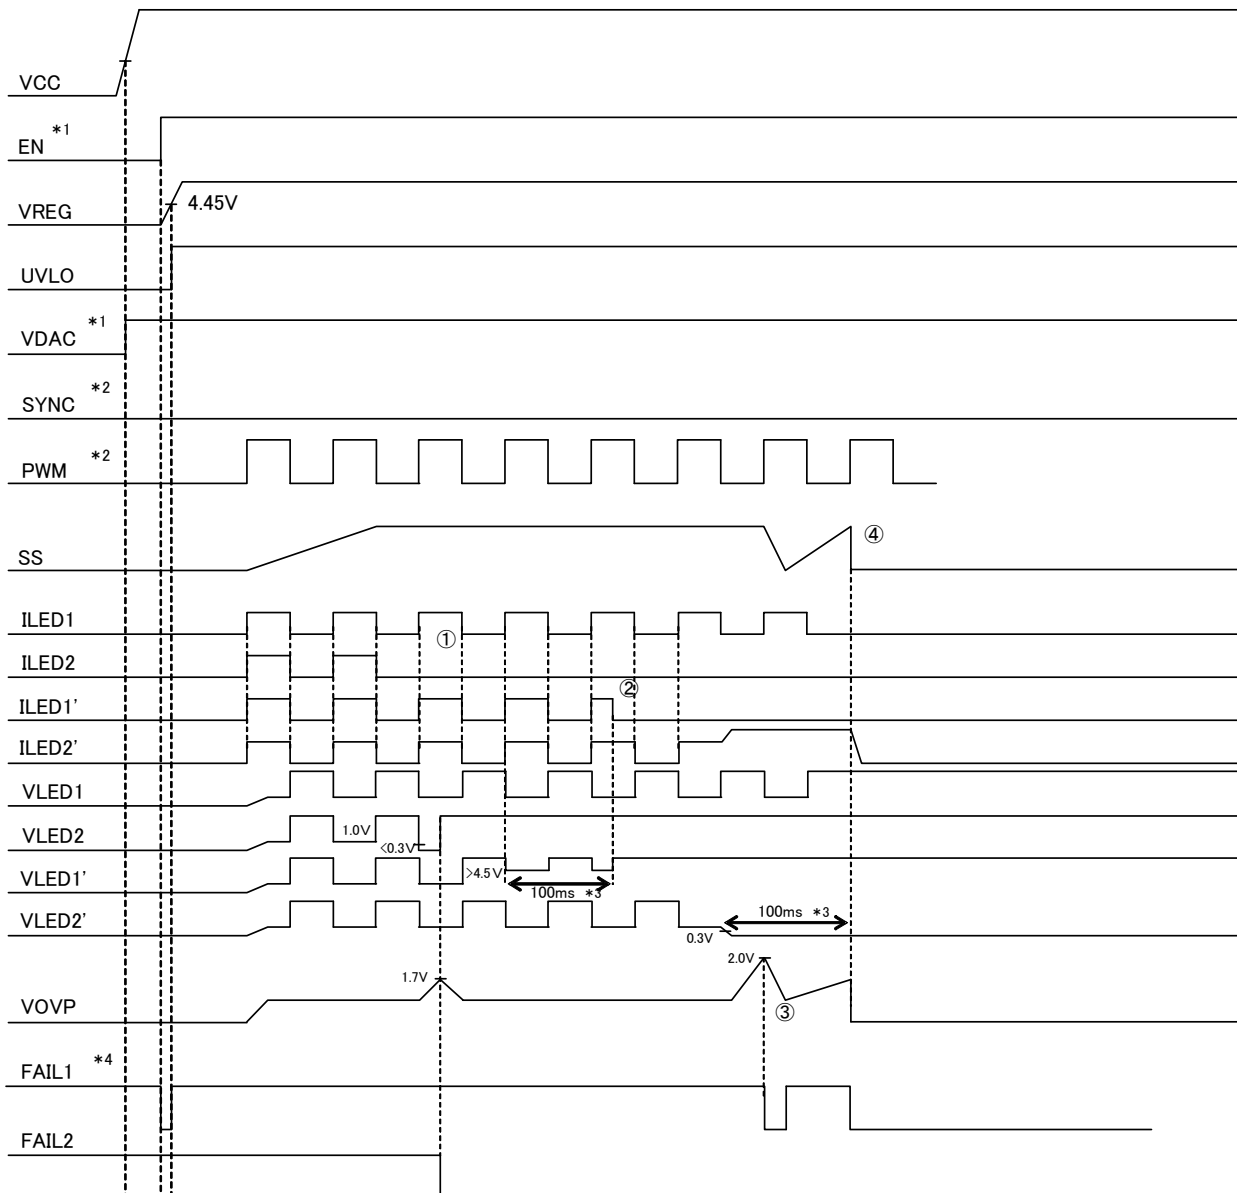 VCC
EN *1
VREG 4.45V
UVLO
VDAC *1
SYNC *2
PWM *2
SS ④
ILED1
①
ILED2
ILED1' ②
ILED2'
VLED1
VLED2 1.0V <0.3V
VLED1' >4.5V
100ms *3
VLED2' 100ms *3
0.3V
2.0V
1.7V
VOVP ③
FAIL1 *4
FAIL2